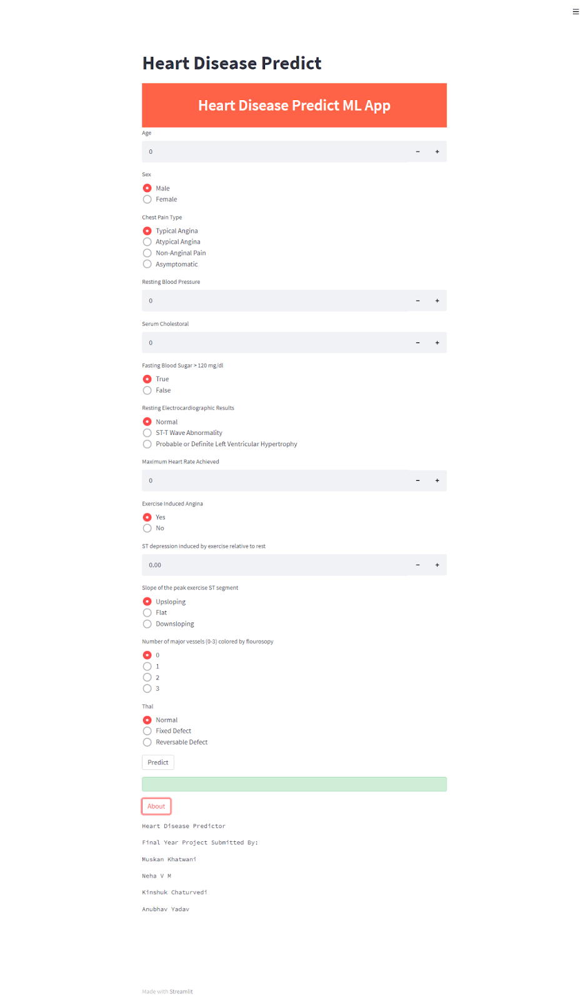 Heart Disease Predict
Heart Disease Predict ML App
Age
0
Sex
Male
Female
Chest Pain Type
Typical Angina
Atypical Angina
Non-Anginal Pain
Asymptomatic
Resting Blood Pressure
0
Serum Cholestoral
0
Fasting Blood Sugar > 120 mg/dl
True
False
Resting Electrocardiographic Results
Normal
ST-T Wave Abnormality
Probable or Definite Left Ventricular Hypertrophy
Maximum Heart Rate Achieved
0
Exercise Induced Angina
Yes
No
ST depression induced by exercise relative to rest
0.00
Slope of the peak exercise ST segment
Upsloping
Flat
Downsloping
Number of major vessels (0-3) colored by flourosopy
0
1
2
3
Thal
Normal
Fixed Defect
Reversable Defect
Predict
About
Heart Disease Predictor
Final Year Project Submitted By:
Muskan Khatwani
Neha V M
Kinshuk Chaturvedi
Anubhav Yadav
Made with Streamlit